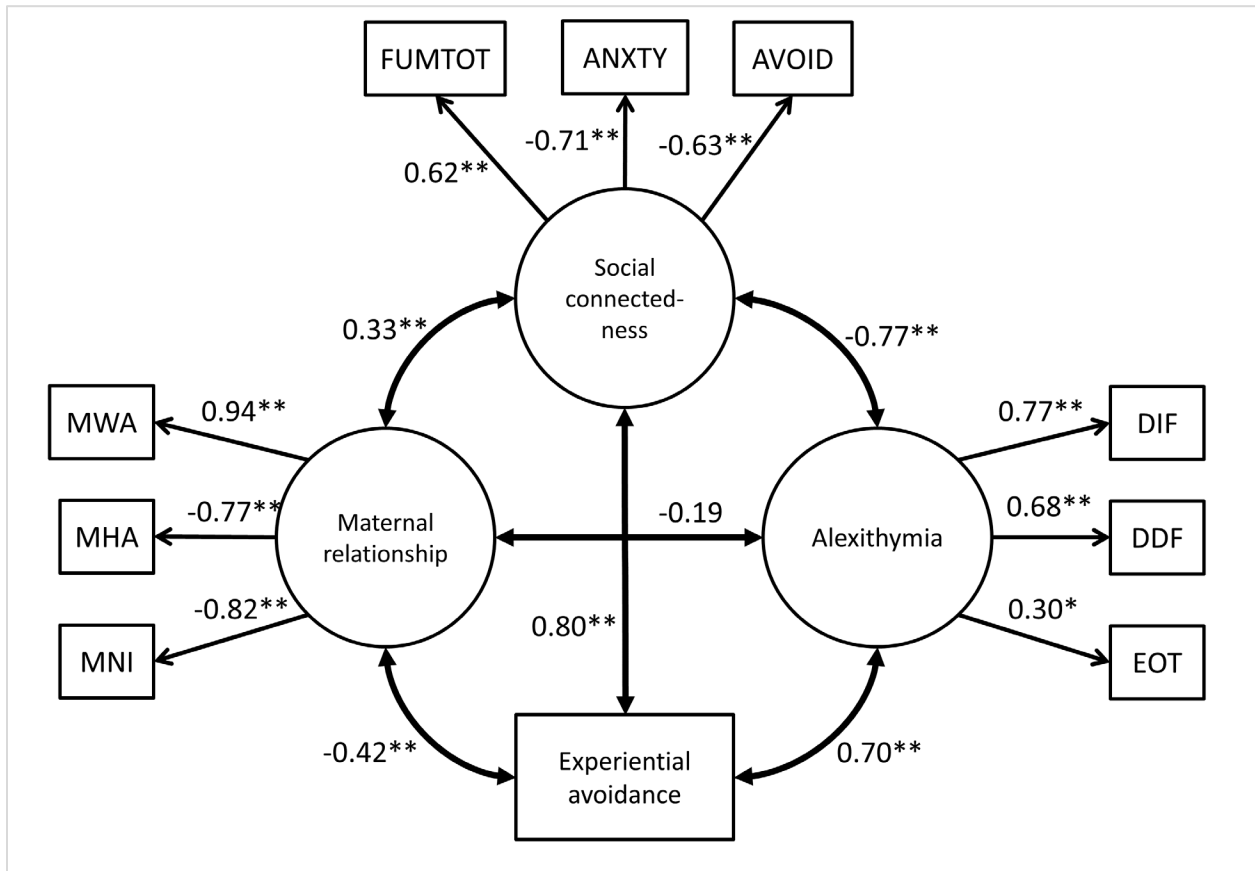 FUMTOT
ANXTY
AVOID
0.62**
-0.71**
-0.63**
Social
connected-
ness
0.33**
-0.77**
MWA
0.94**
0.77**
DIF
MHA
-0.77**
Maternal
relationship
-0.19
Alexithymia
0.68**
DDF
MNI
-0.82**
0.80**
0.30*
EOT
-0.42**
Experiential
avoidance
0.70**